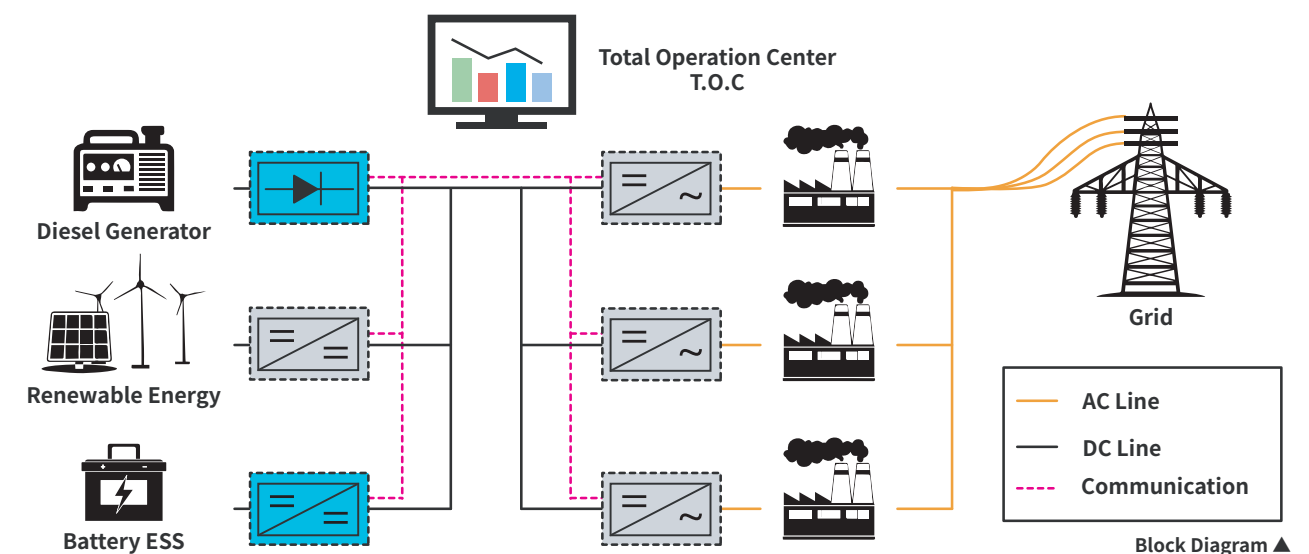 Total Operation Center
T.O.C
Diesel Generator
Renewable Energy
Battery ESS
Grid
AC Line
DC Line
Communication
Block Diagram ▲